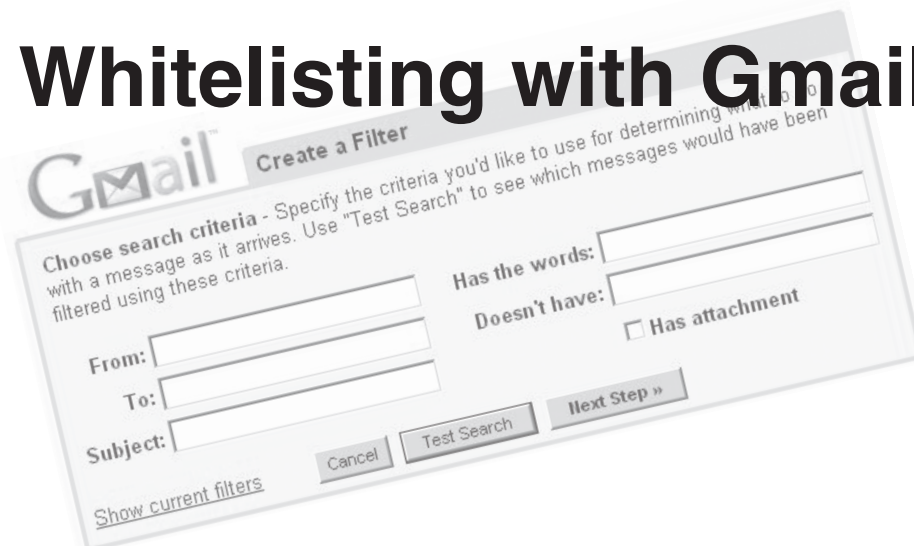 Whitelisting with Gmail
Gmail™
Create a Filter
Choose search criteria - Specify the criteria you'd like to use for determining what to do
with a message as it arrives. Use "Test Search" to see which messages would have been
filtered using these criteria.
From:
To:
Subject:
Has the words:
Doesn't have:
Has attachment
Show current filters
Cancel
Test Search
Next Step »